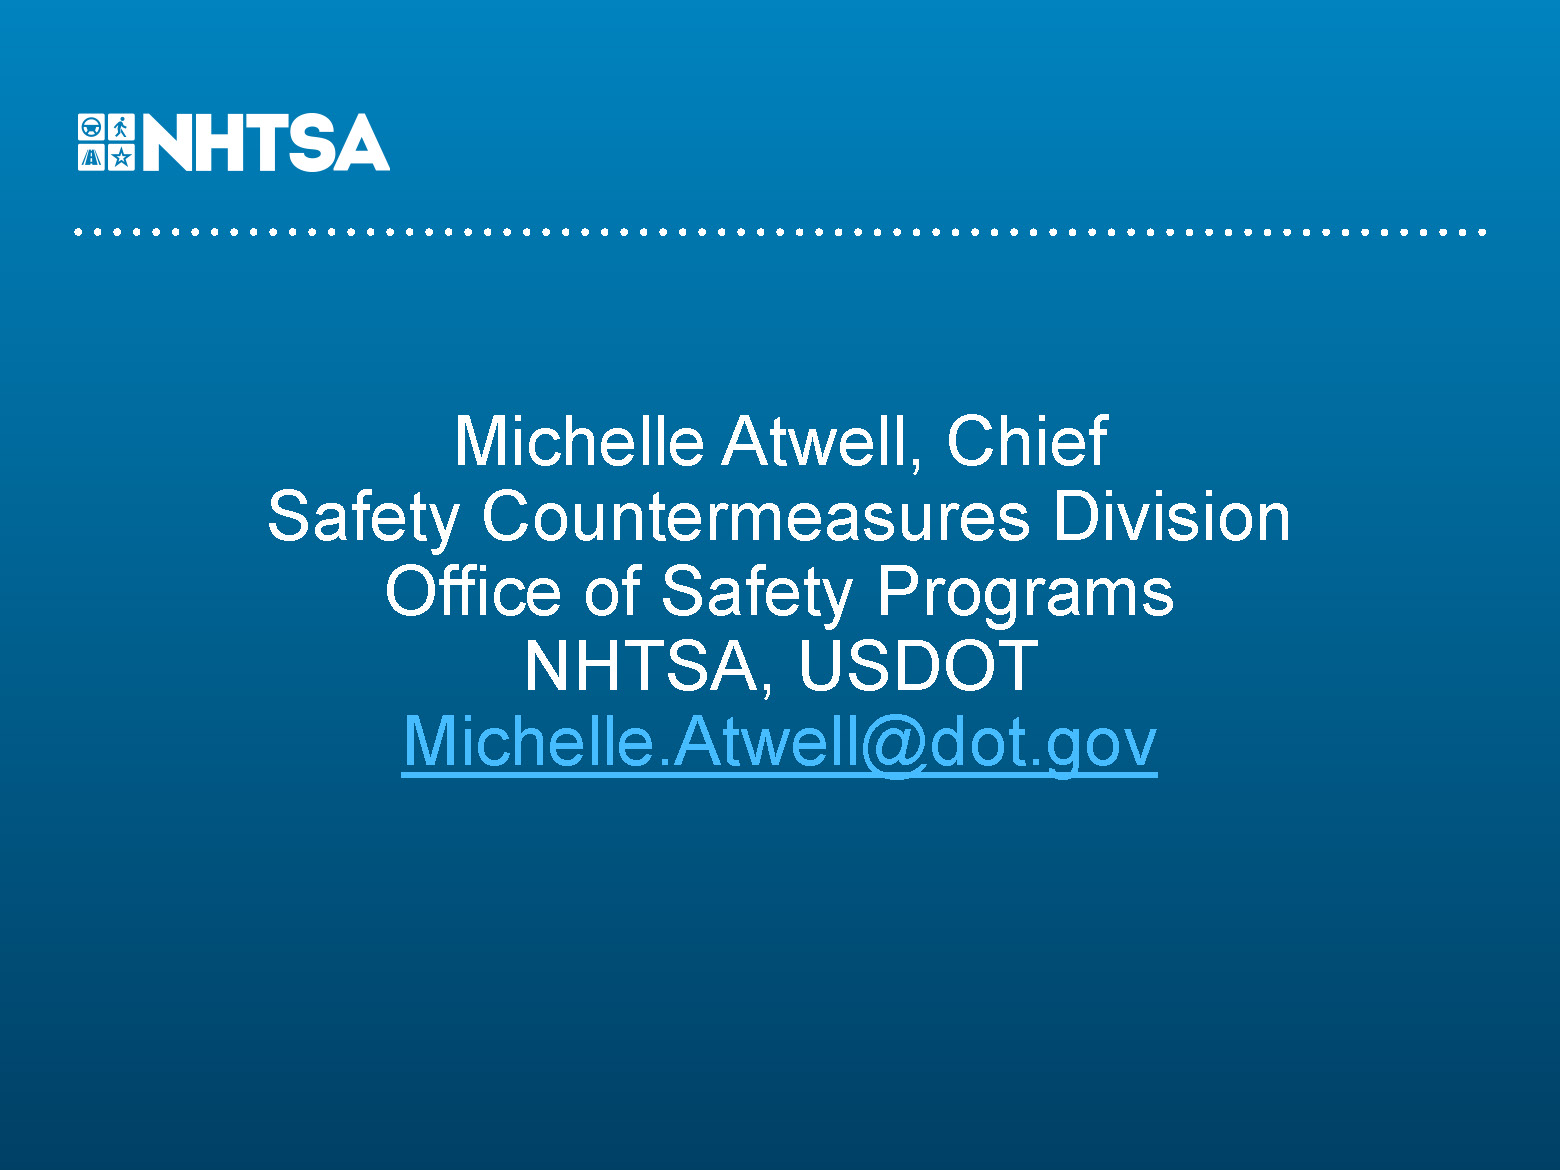 NHTSA
Michelle Atwell, Chief
Safety Countermeasures Division
Office of Safety Programs
NHTSA, USDOT
Michelle.Atwell@dot.gov